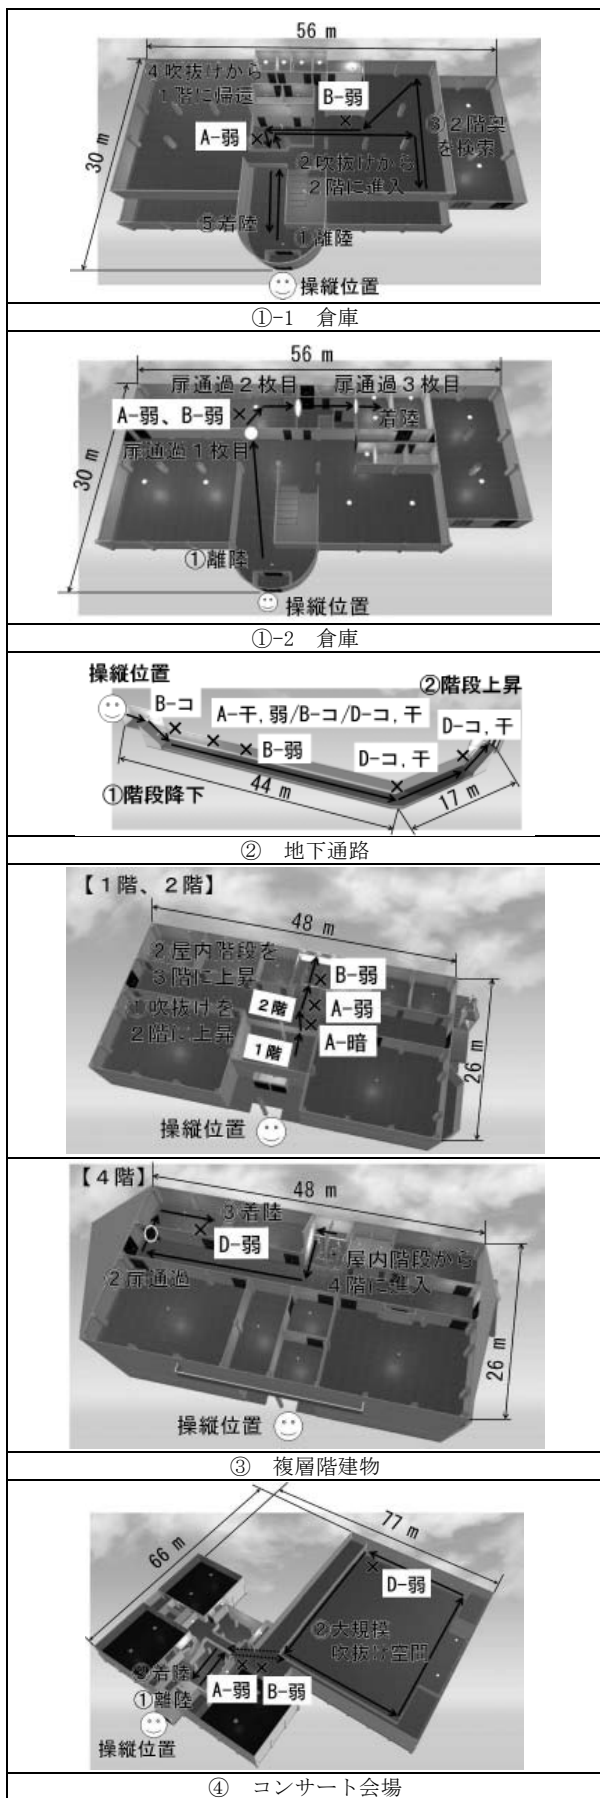 56 m
30 m
4 吹抜けから
1 階に帰還
B-弱
A-弱
③ 2階奥
を検索
② 吹抜けから
2階に進入
⑤着陸
①離陸
操縦位置
①-1 倉庫
56 m
30 m
扉通過2枚目
扉通過3枚目
A-弱、B-弱
着陸
扉通過1枚目
①離陸
操縦位置
①-2 倉庫
操縦位置
②階段上昇
B-コ
A-干, 弱/B-コ/D-コ, 干
D-コ, 干
B-弱
D-コ, 干
①階段降下
44 m
17 m
② 地下通路
【1階、2階】
48 m
2 屋内階段を
3階に上昇
B-弱
2階
A-弱
吹抜けを
2階に上昇
A-暗
1階
26 m
操縦位置
【4階】
48 m
③着陸
D-弱
屋内階段から
4階に進入
②扉通過
26 m
操縦位置
③ 複層階建物
77 m
66 m
D-弱
②大規模
吹抜け空間
着陸
A-弱
B-弱
①離陸
操縦位置
④ コンサート会場